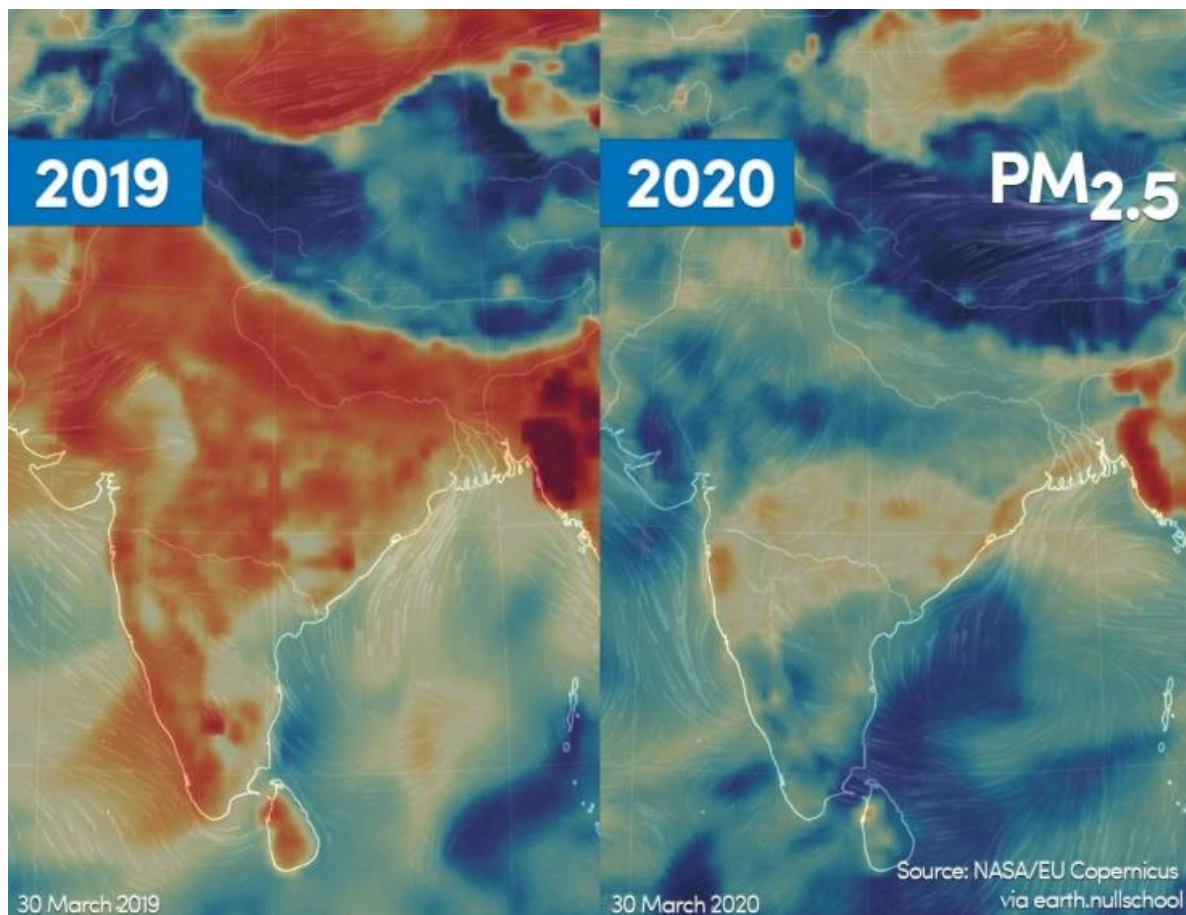 2019
2020
PM2.5
30 March 2019
30 March 2020
Source: NASA/EU Copernicus
via earth.nullschool